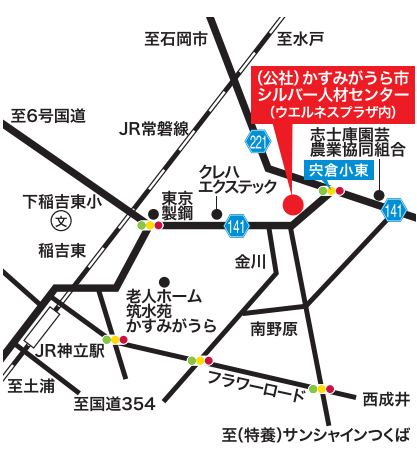 至石岡市
至水戸
(公社)かすみがうら市
シルバー人材センター
(ウエルネスプラザ内)
至6号国道
JR常磐線
221
志士庫園芸
農業協同組合
宍倉小東
クレハ
エクステック
下稲吉東小
文
東京
製鋼
141
141
稲吉東
金川
老人ホーム
筑水苑
かすみがうら
南野原
JR神立駅
フラワーロード
至土浦
至国道354
西成井
至(特養)サンシャインつくば